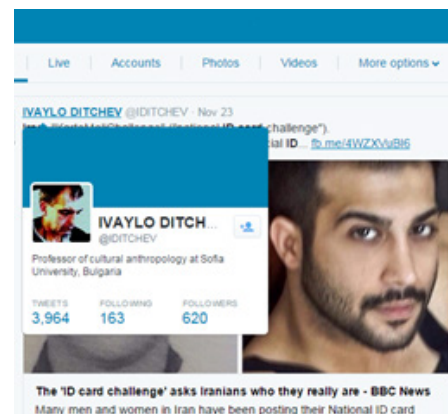 Live Accounts Photos Videos More options
IVAYLO DITCHEV @IDITCHEV · Nov 23
challenge").
ial ID... fb.me/4WZXVuBI6
IVAYLO DITCH...
@IDITCHEV
Professor of cultural anthropology at Sofia
University, Bulgaria
TWEETS FOLLOWING FOLLOWERS
3,964 163 620
The 'ID card challenge' asks Iranians who they really are - BBC News
Many men and women in Iran have been posting their National ID card